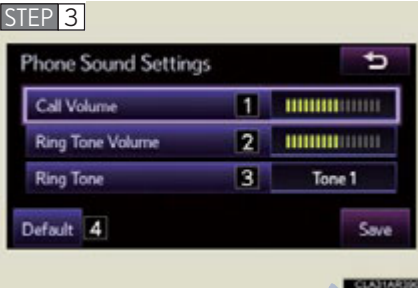 STEP 3
Phone Sound Settings
Call Volume 1
Ring Tone Volume 2
Ring Tone 3 Tone 1
Default 4 Save